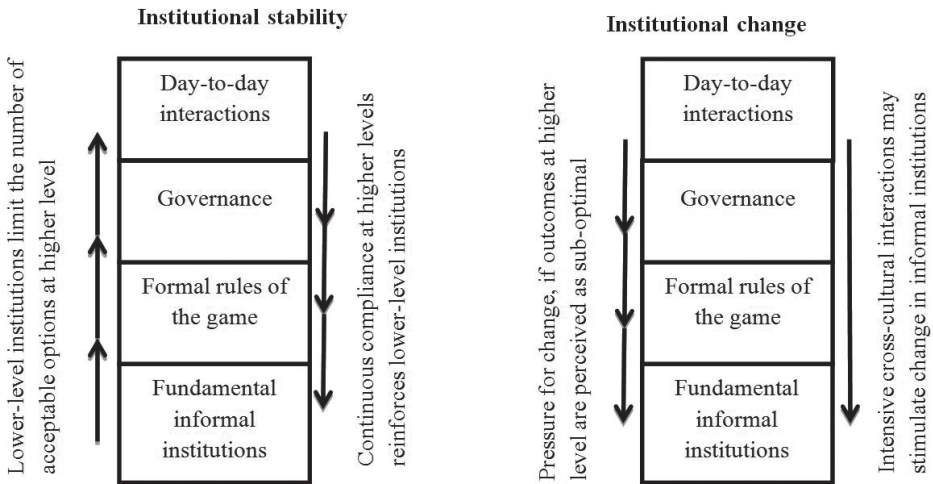 Institutional stability
Lower-level institutions limit the number of
acceptable options at higher level
Day-to-day
interactions
Governance
Formal rules of
the game
Fundamental
informal
institutions
Continuous compliance at higher levels
reinforces lower-level institutions
Institutional change
Pressure for change, if outcomes at higher
level are perceived as sub-optimal
Day-to-day
interactions
Governance
Formal rules of
the game
Fundamental
informal
institutions
Intensive cross-cultural interactions may
stimulate change in informal institutions